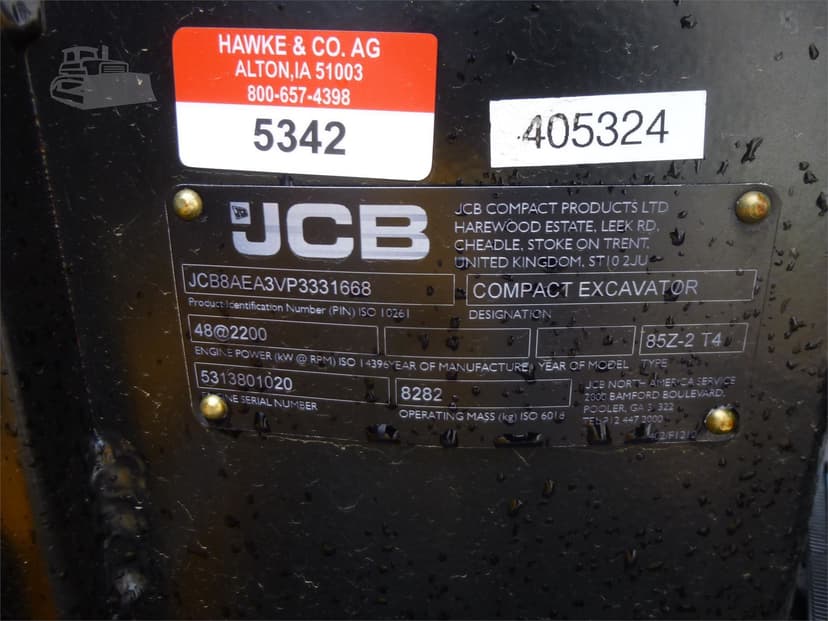 HAWKE & CO. AG
ALTON,IA 51003
800-657-4398
5342
405324
JCB
JCB COMPACT PRODUCTS LTD
HAREWOOD ESTATE, LEEK RD,
CHEADLE, STOKE ON TRENT,
UNITED KINGDOM, ST10 2JU
JCB8AEA3VP3331668
Product Identification Number (PIN) ISO 10261
COMPACT EXCAVATOR
DESIGNATION
48@2200
ENGINE POWER (kW @ RPM) ISO 14396
YEAR OF MANUFACTURE
YEAR OF MODEL
85Z-2 T4
TYPE
5313801020
SERIAL NUMBER
8282
OPERATING MASS (kg) ISO 6016
JCB NORTH AMERICA SERVICE
2000 BAMFORD BOULEVARD,
POOLER, GA